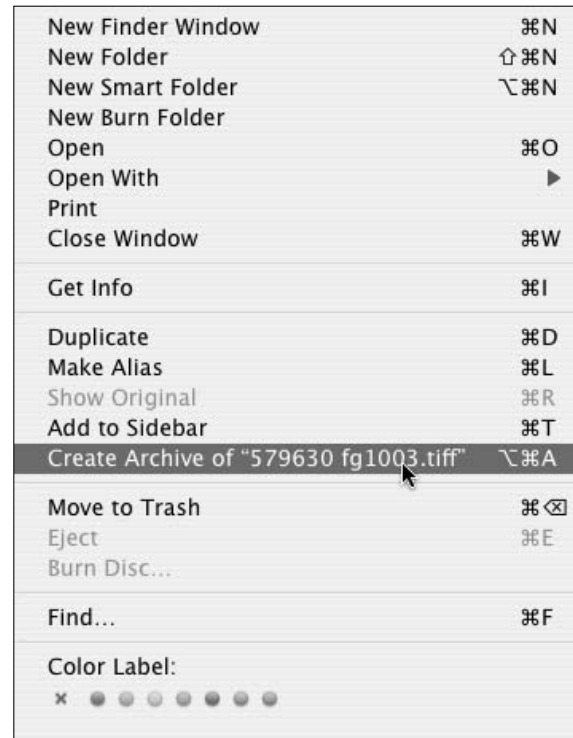 New Finder Window ⌘N
New Folder ⇧⌘N
New Smart Folder ⌥⌘N
New Burn Folder
Open ⌘O
Open With ▶
Print
Close Window ⌘W
Get Info ⌘I
Duplicate ⌘D
Make Alias ⌘L
Show Original ⌘R
Add to Sidebar ⌘T
Create Archive of “579630 fg1003.tiff” ⌥⌘A
Move to Trash ⌘⌫
Eject ⌘E
Burn Disc...
Find... ⌘F
Color Label: